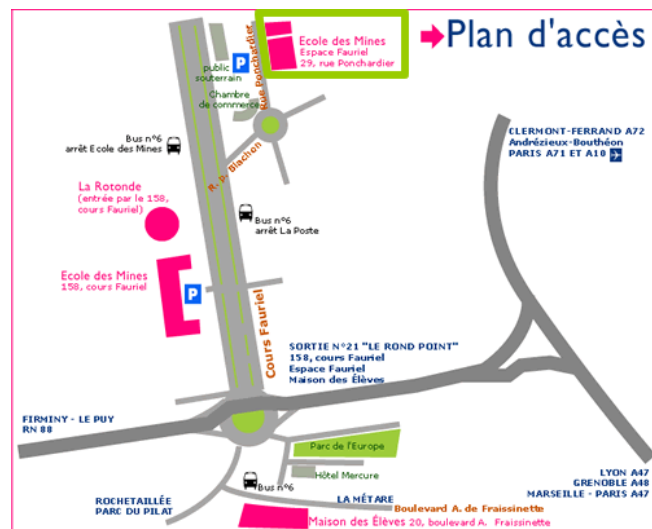 Plan d'accès
Ecole des Mines
Espace Fauriel
29, rue Ponchardier
P
public
souterrain
Rue Ponchardier
Chambre
de commerce
Bus n°6
arrêt Ecole des Mines
R. P. Blachon
CLERMONT-FERRAND A72
Andrézieux-Bouthéon
PARIS A71 ET A10
La Rotonde
(entrée par le 158,
cours Fauriel)
Bus n°6
arrêt La Poste
Ecole des Mines
158, cours Fauriel
P
Cours Fauriel
SORTIE N°21 "LE ROND POINT"
158, cours Fauriel
Espace Fauriel
Maison des Élèves
FIRMINY - LE PUY
RN 88
Parc de l'Europe
Hôtel Mercure
Bus n°6
LYON A47
GRENOBLE A48
MARSEILLE - PARIS A47
ROCHETAILLÉE
PARC DU PILAT
LA MÉTARE
Boulevard A. de Fraissinette
Maison des Élèves 20, boulevard A. Fraissinette